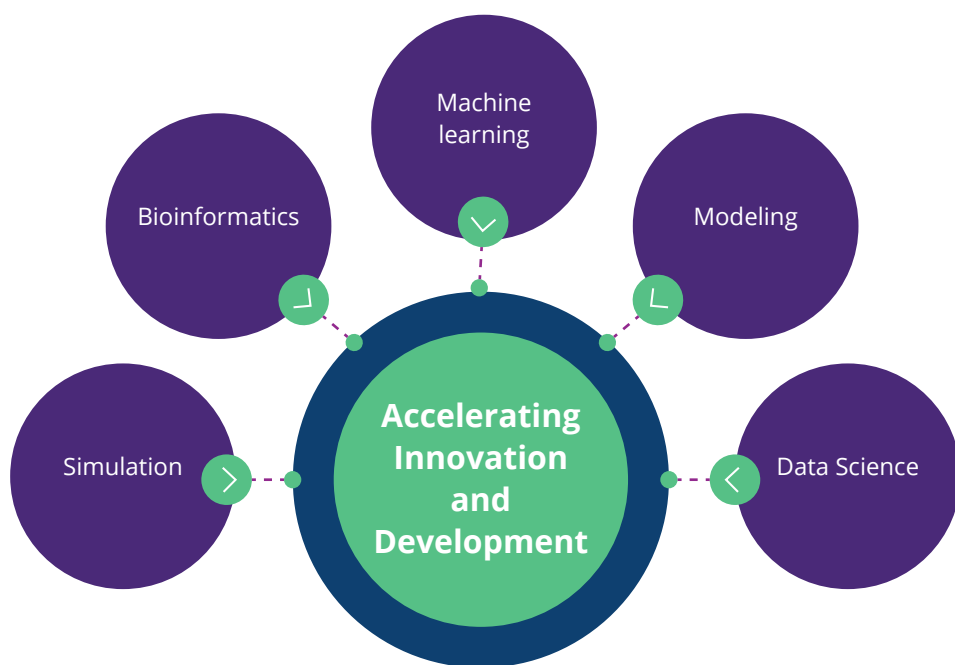 Machine
learning
Bioinformatics
Modeling
Simulation
Accelerating
Innovation
and
Development
Data Science